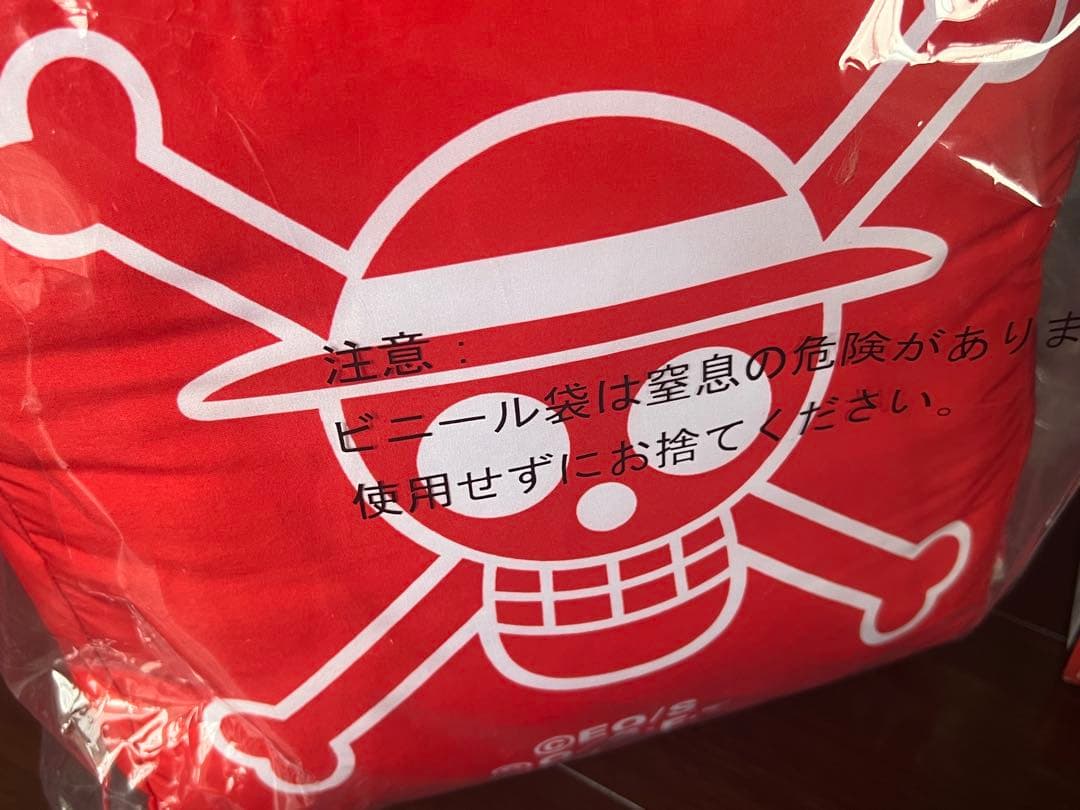 注意：
ビニール袋は窒息の危険がありま
使用せずにお捨てください。
©EO/S